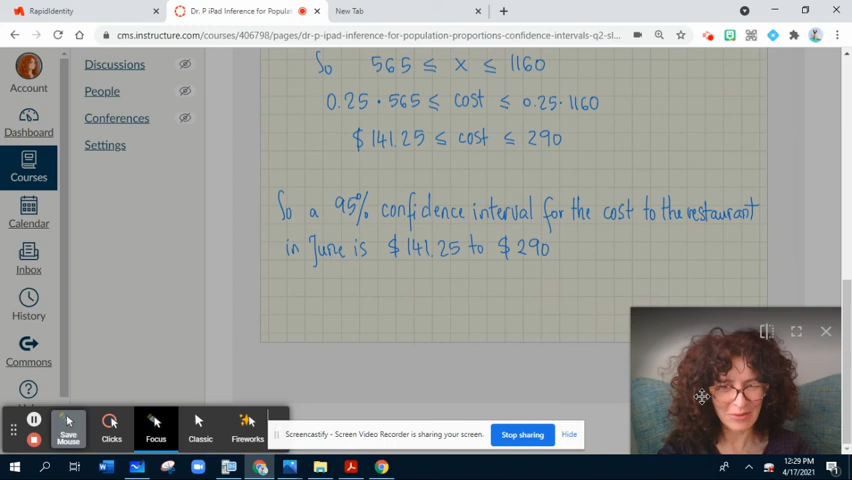 RapidIdentity
Dr. P iPad Inference for Popula
New Tab
cms.instructure.com/courses/406798/pages/dr-p-ipad-inference-for-population-proportions-confidence-intervals-q2-sl...
Account
Dashboard
Courses
Calendar
Inbox
History
Commons
Discussions
People
Conferences
Settings
So 565 ≤ x ≤ 1160
0.25 • 565 ≤ cost ≤ 0.25 • 1160
$ 141.25 ≤ cost ≤ 290
So a 95% confidence interval for the cost to the restaurant
in June is $ 141.25 to $ 290
Save Mouse
Clicks
Focus
Classic
Fireworks
Screencastify - Screen Video Recorder is sharing your screen.
Stop sharing
Hide
12:29 PM
4/17/2021